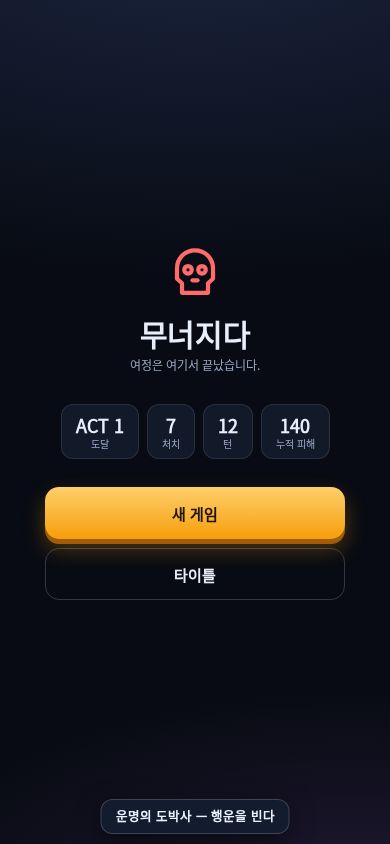 무너지다
여정은 여기서 끝났습니다.
ACT 1
도달
7
처치
12
턴
140
누적 피해
새 게임
타이틀
운명의 도박사 — 행운을 빈다